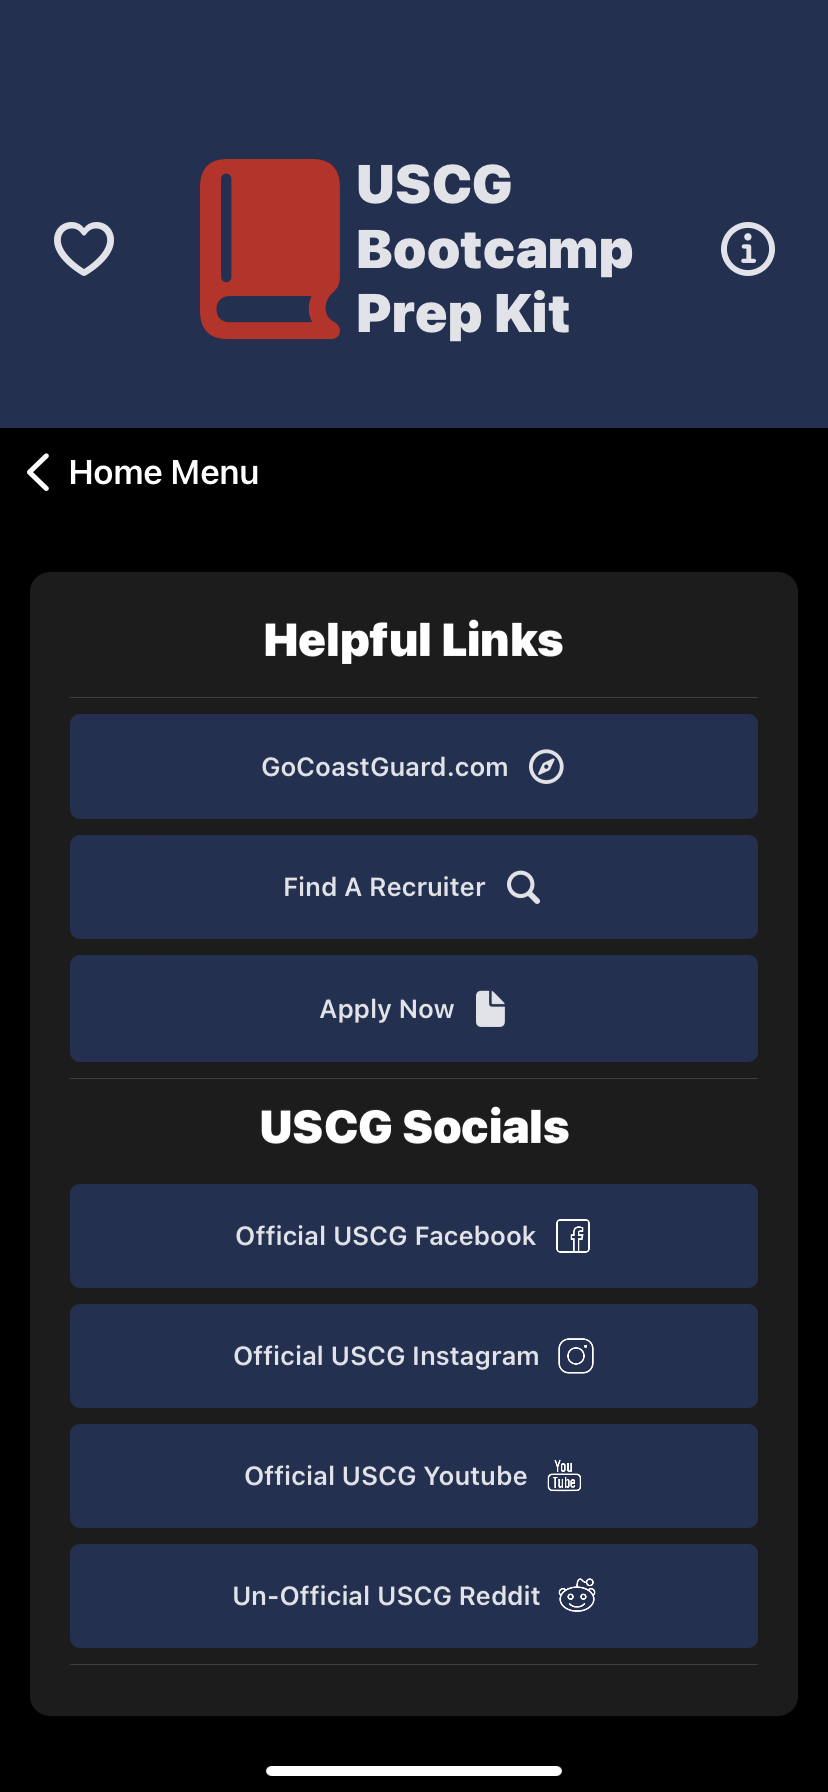 USCG
Bootcamp
Prep Kit
Home Menu
Helpful Links
GoCoastGuard.com
Find A Recruiter
Apply Now
USCG Socials
Official USCG Facebook
Official USCG Instagram
Official USCG Youtube
You
Tube
Un-Official USCG Reddit